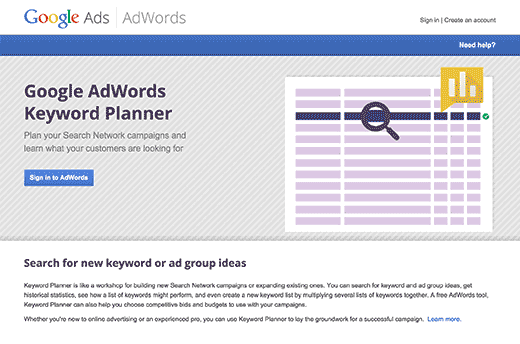 Google Ads AdWords
Sign in | Create an account
Need help?
Google AdWords
Keyword Planner
Plan your Search Network campaigns and
learn what your customers are looking for
Sign in to AdWords
Search for new keyword or ad group ideas
Keyword Planner is like a workshop for building new Search Network campaigns or expanding existing ones. You can search for keyword and ad group ideas, get
historical statistics, see how a list of keywords might perform, and even create a new keyword list by multiplying several lists of keywords together. A free AdWords tool,
Keyword Planner can also help you choose competitive bids and budgets to use with your campaigns.
Whether you're new to online advertising or an experienced pro, you can use Keyword Planner to lay the groundwork for a successful campaign. Learn more.